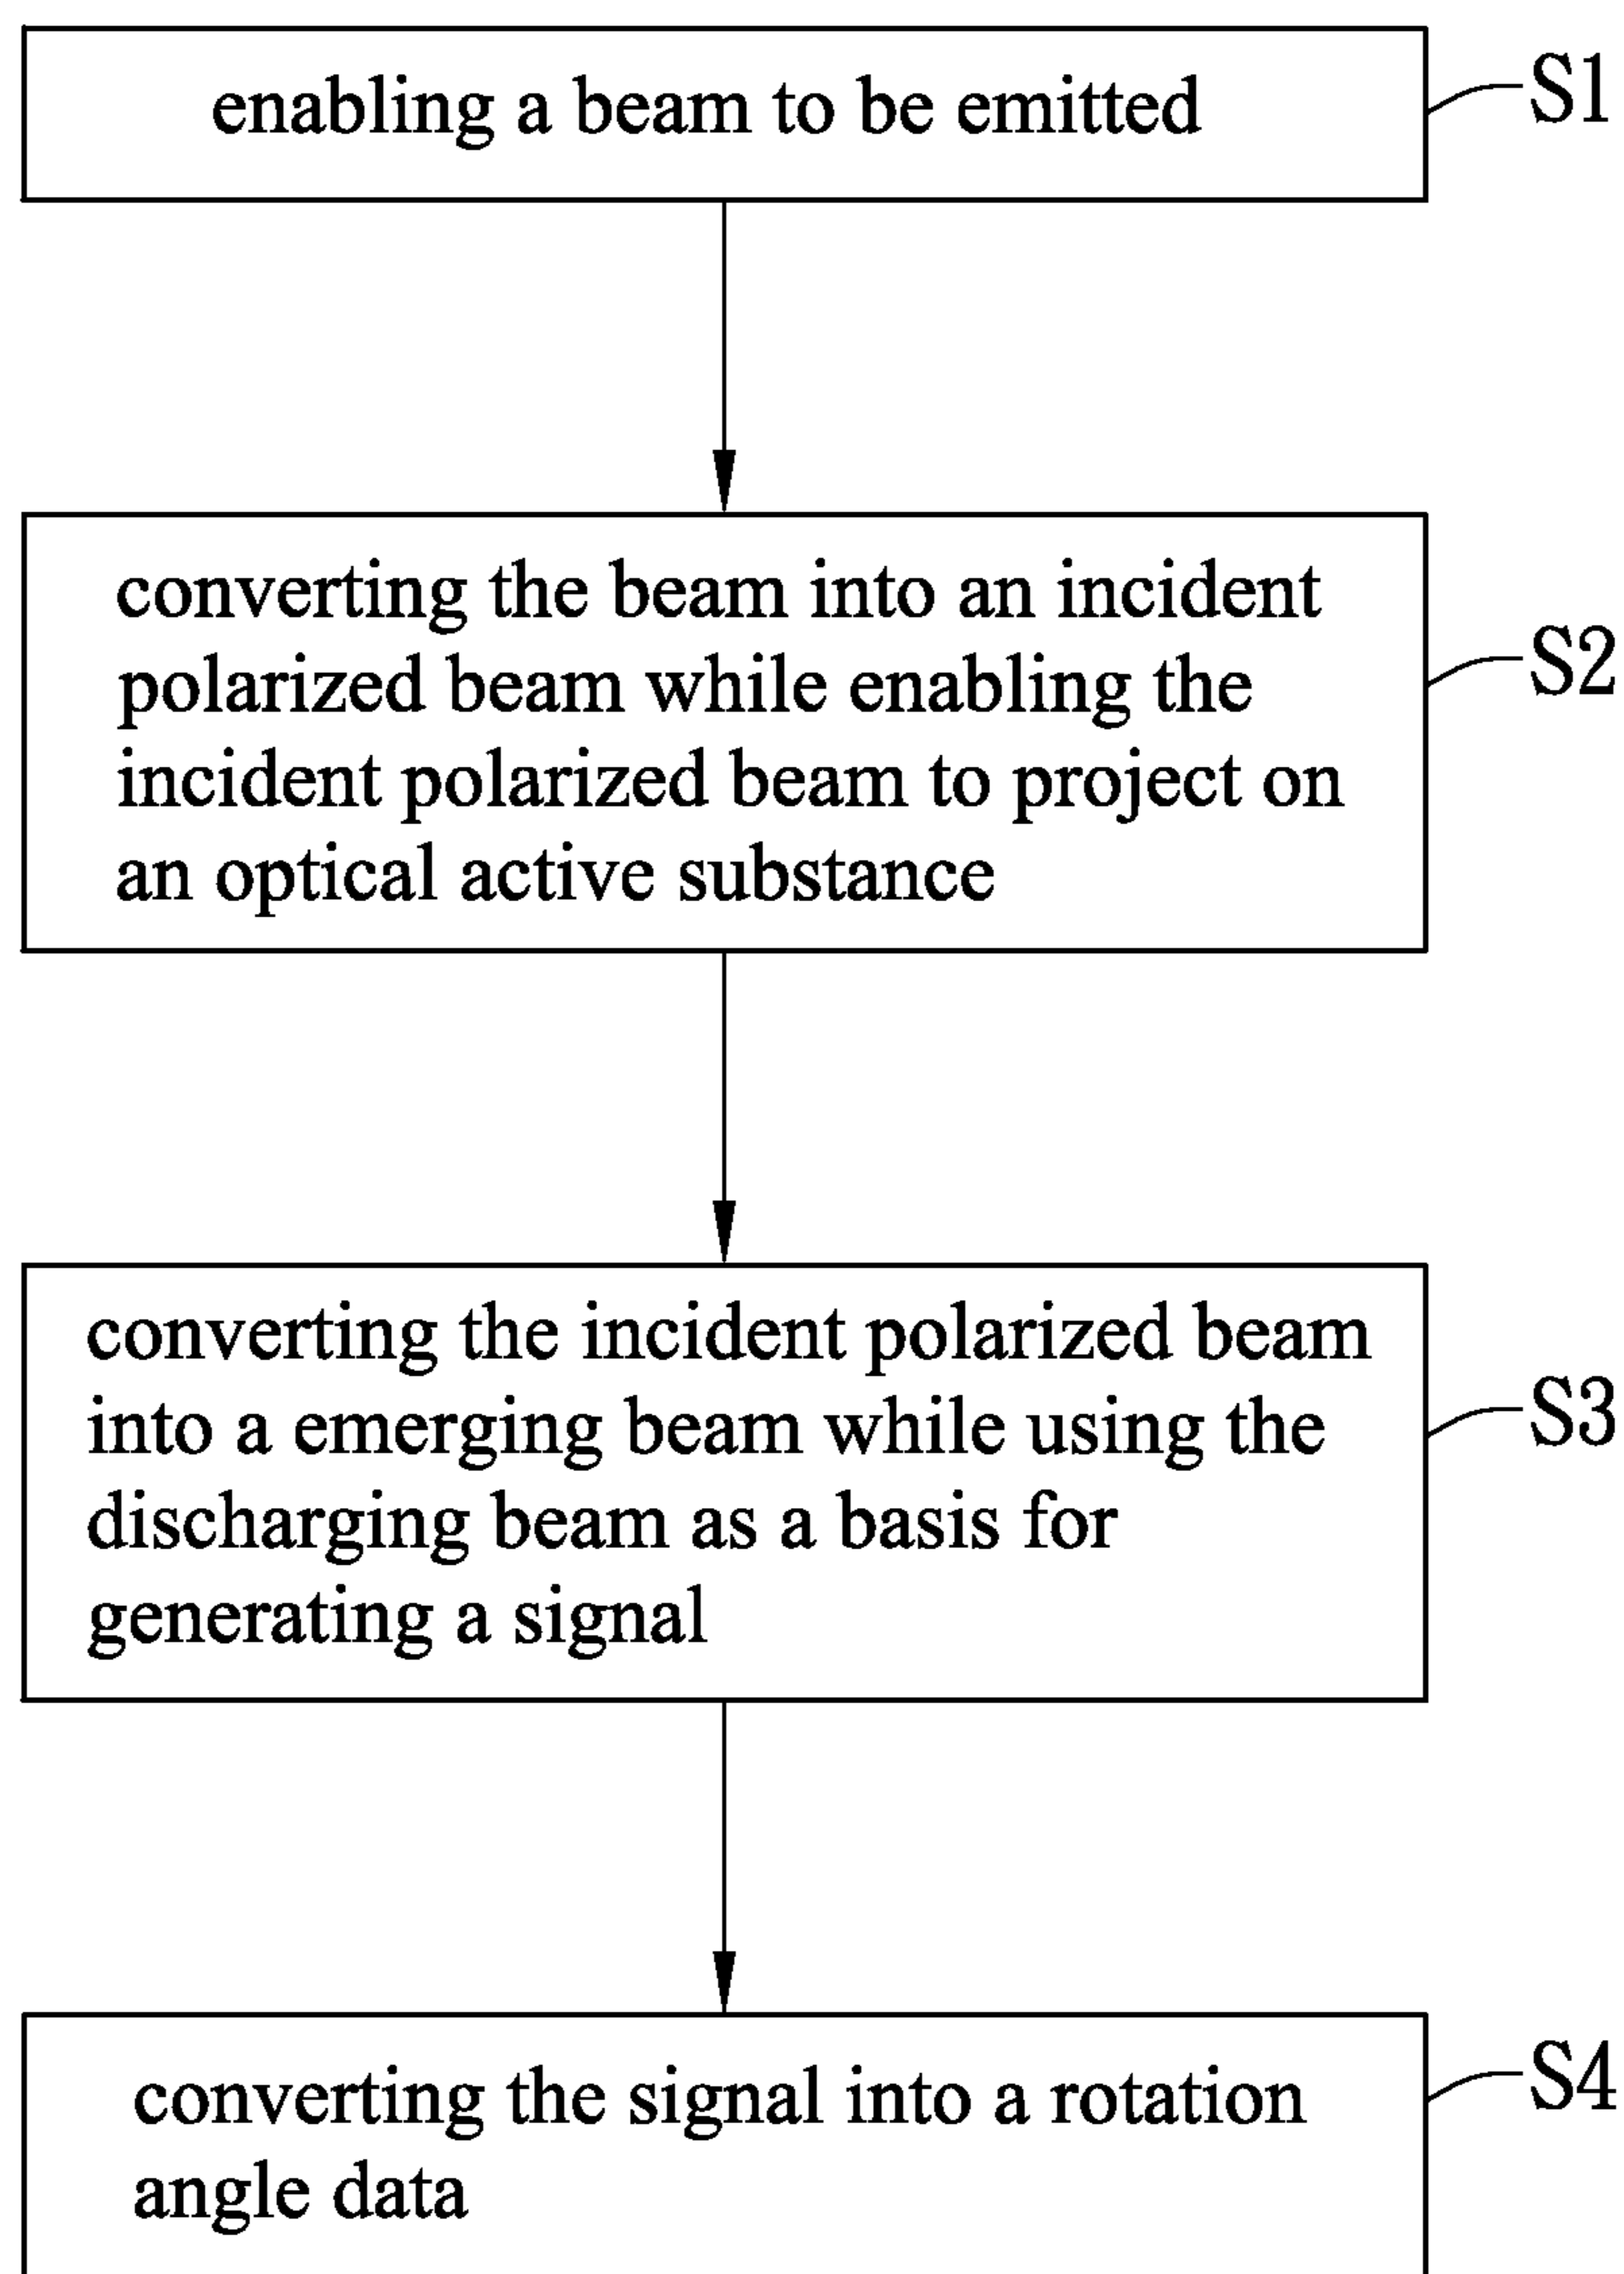 enabling a beam to be emitted
S1
converting the beam into an incident
polarized beam while enabling the
incident polarized beam to project on
an optical active substance
S2
converting the incident polarized beam
into a emerging beam while using the
discharging beam as a basis for
generating a signal
S3
converting the signal into a rotation
angle data
S4